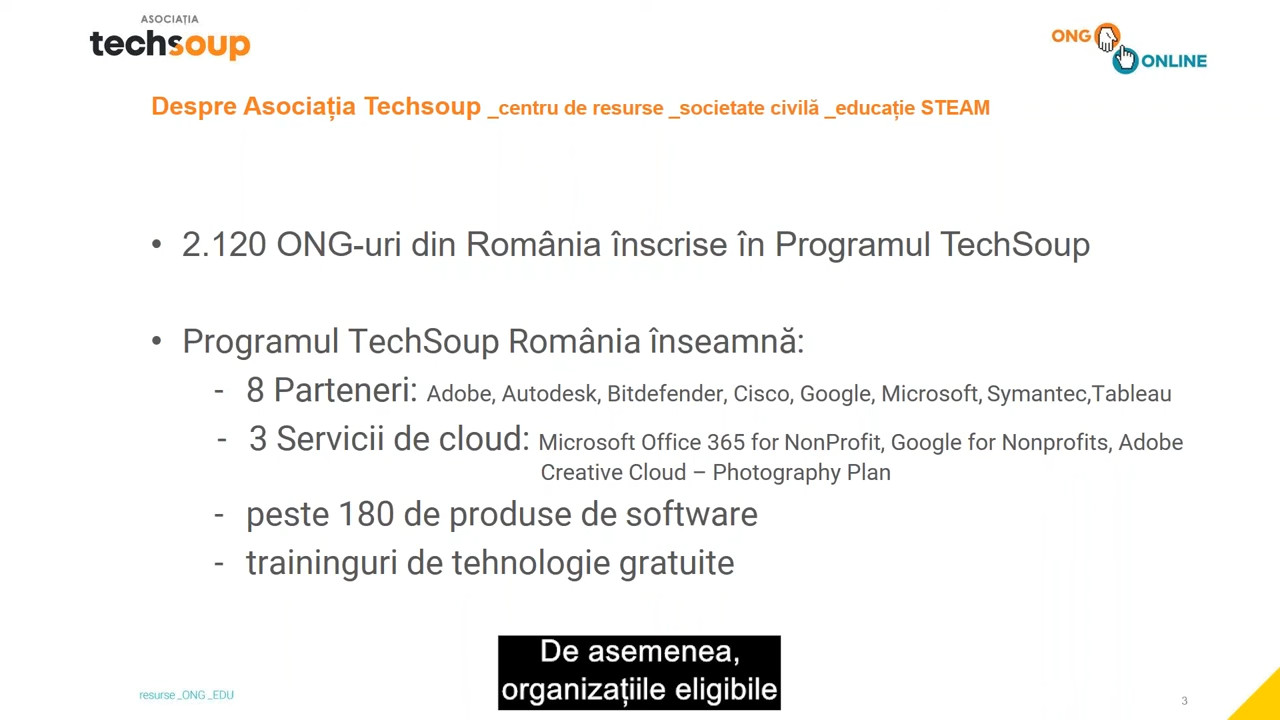 ASOCIAȚIA
techsoup
ONG
ONLINE
Despre Asociația Techsoup _centru de resurse _societate civilă _educație STEAM
• 2.120 ONG-uri din România înscrise în Programul TechSoup
• Programul TechSoup România înseamnă:
- 8 Parteneri: Adobe, Autodesk, Bitdefender, Cisco, Google, Microsoft, Symantec,Tableau
- 3 Servicii de cloud: Microsoft Office 365 for NonProfit, Google for Nonprofits, Adobe
Creative Cloud – Photography Plan
- peste 180 de produse de software
- traininguri de tehnologie gratuite
De asemenea,
organizațiile eligibile
resurse _ONG _EDU
3